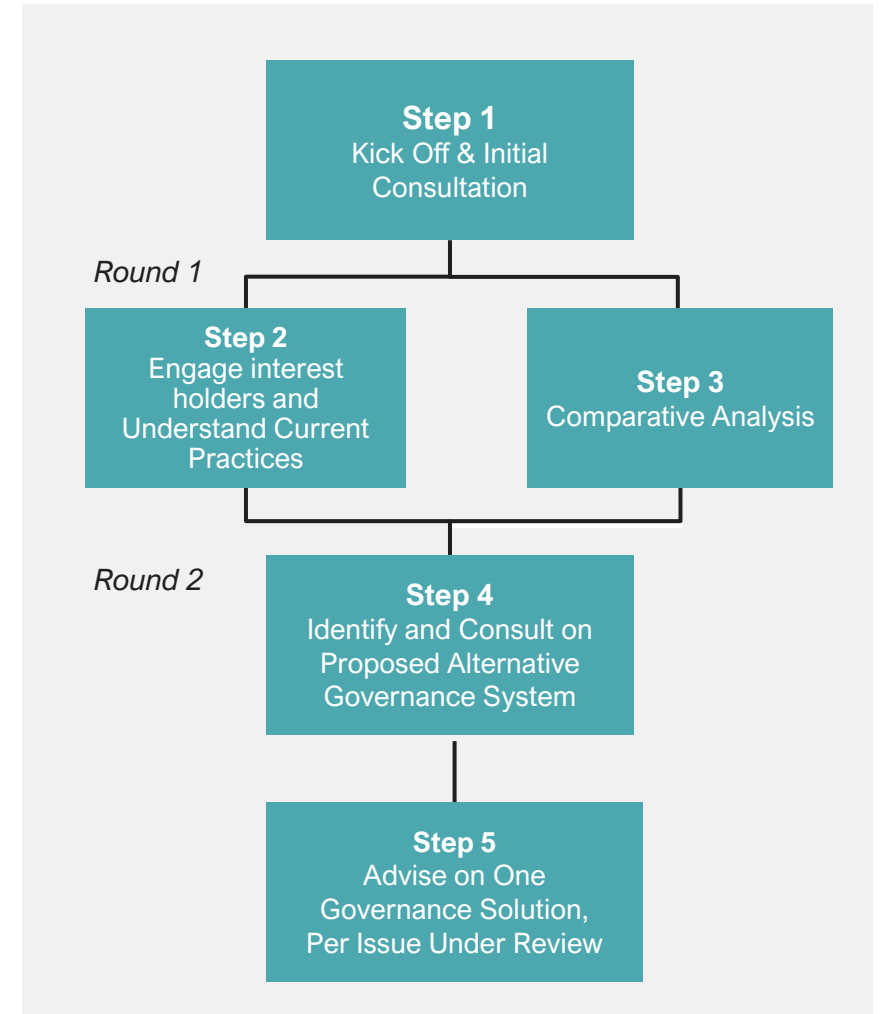 Step 1
Kick Off & Initial
Consultation
Round 1
Step 2
Engage interest
holders and
Understand Current
Practices
Step 3
Comparative Analysis
Round 2
Step 4
Identify and Consult on
Proposed Alternative
Governance System
Step 5
Advise on One
Governance Solution,
Per Issue Under Review